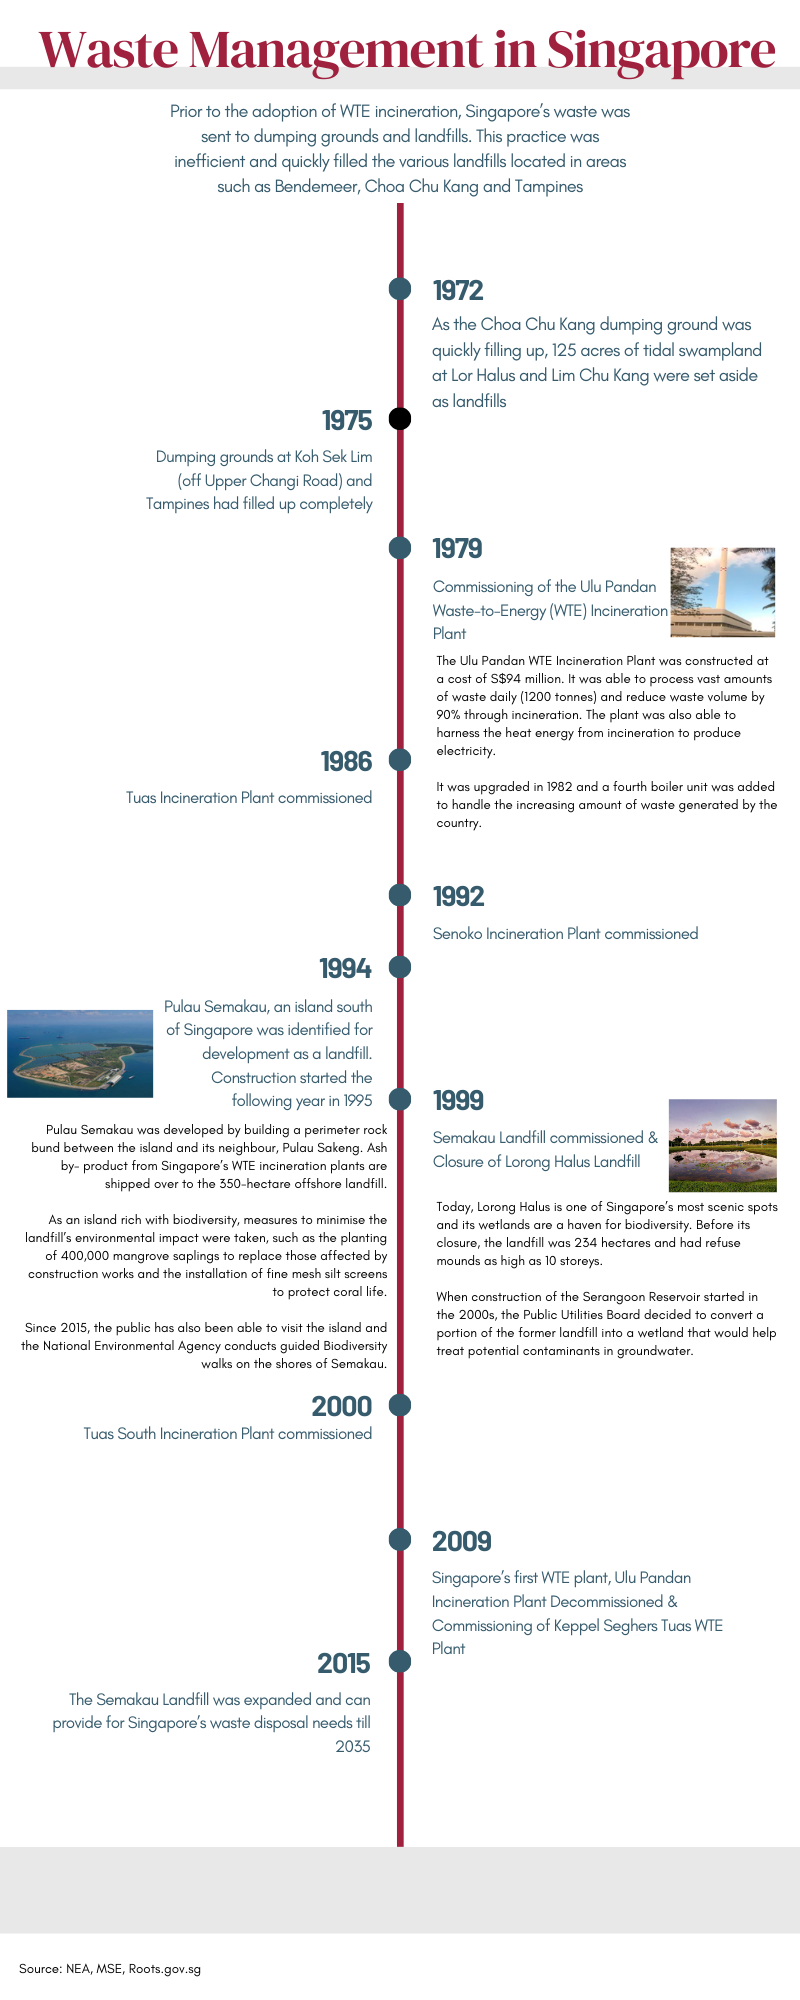 Waste Management in Singapore
Prior to the adoption of WTE incineration, Singapore's waste was
sent to dumping grounds and landfills. This practice was
inefficient and quickly filled the various landfills located in areas
such as Bendemeer, Choa Chu Kang and Tampines
1972
As the Choa Chu Kang dumping ground was
quickly filling up, 125 acres of tidal swampland
at Lor Halus and Lim Chu Kang were set aside
as landfills
1975
Dumping grounds at Koh Sek Lim
(off Upper Changi Road) and
Tampines had filled up completely
1979
Commissioning of the Ulu Pandan
Waste-to-Energy (WTE) Incineration
Plant
The Ulu Pandan WTE Incineration Plant was constructed at
a cost of S$94 million. It was able to process vast amounts
of waste daily (1200 tonnes) and reduce waste volume by
90% through incineration. The plant was also able to
harness the heat energy from incineration to produce
electricity.
It was upgraded in 1982 and a fourth boiler unit was added
to handle the increasing amount of waste generated by the
country.
1986
Tuas Incineration Plant commissioned
1992
Senoko Incineration Plant commissioned
1994
Pulau Semakau, an island south
of Singapore was identified for
development as a landfill.
Construction started the
following year in 1995
Pulau Semakau was developed by building a perimeter rock
bund between the island and its neighbour, Pulau Sakeng. Ash
by- product from Singapore's WTE incineration plants are
shipped over to the 350-hectare offshore landfill.
As an island rich with biodiversity, measures to minimise the
landfill's environmental impact were taken, such as the planting
of 400,000 mangrove saplings to replace those affected by
construction works and the installation of fine mesh silt screens
to protect coral life.
Since 2015, the public has also been able to visit the island and
the National Environmental Agency conducts guided Biodiversity
walks on the shores of Semakau.
1999
Semakau Landfill commissioned &
Closure of Lorong Halus Landfill
Today, Lorong Halus is one of Singapore's most scenic spots
and its wetlands are a haven for biodiversity. Before its
closure, the landfill was 234 hectares and had refuse
mounds as high as 10 storeys.
When construction of the Serangoon Reservoir started in
the 2000s, the Public Utilities Board decided to convert a
portion of the former landfill into a wetland that would help
treat potential contaminants in groundwater.
2000
Tuas South Incineration Plant commissioned
2009
Singapore's first WTE plant, Ulu Pandan
Incineration Plant Decommissioned &
Commissioning of Keppel Seghers Tuas WTE
Plant
2015
The Semakau Landfill was expanded and can
provide for Singapore's waste disposal needs till
2035
Source: NEA, MSE, Roots.gov.sg